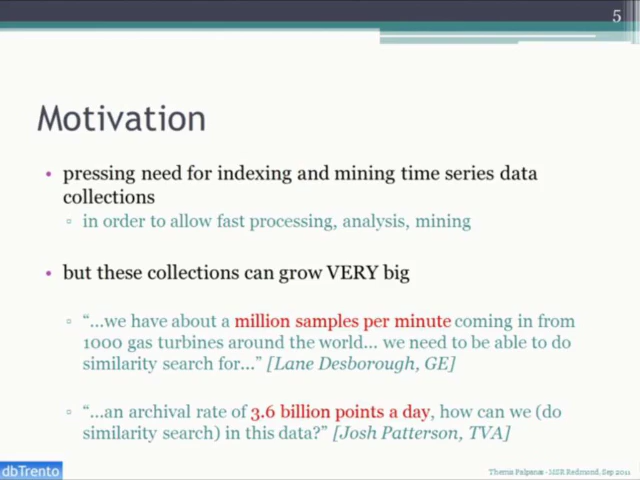 5
Motivation
• pressing need for indexing and mining time series data
collections
▫ in order to allow fast processing, analysis, mining
• but these collections can grow VERY big
▫ “…we have about a million samples per minute coming in from
1000 gas turbines around the world… we need to be able to do
similarity search for…” [Lane Desborough, GE]
▫ “…an archival rate of 3.6 billion points a day, how can we (do
similarity search) in this data?” [Josh Patterson, TVA]
dbTrento
Themis Palpanas - MSR Redmond, Sep 2011